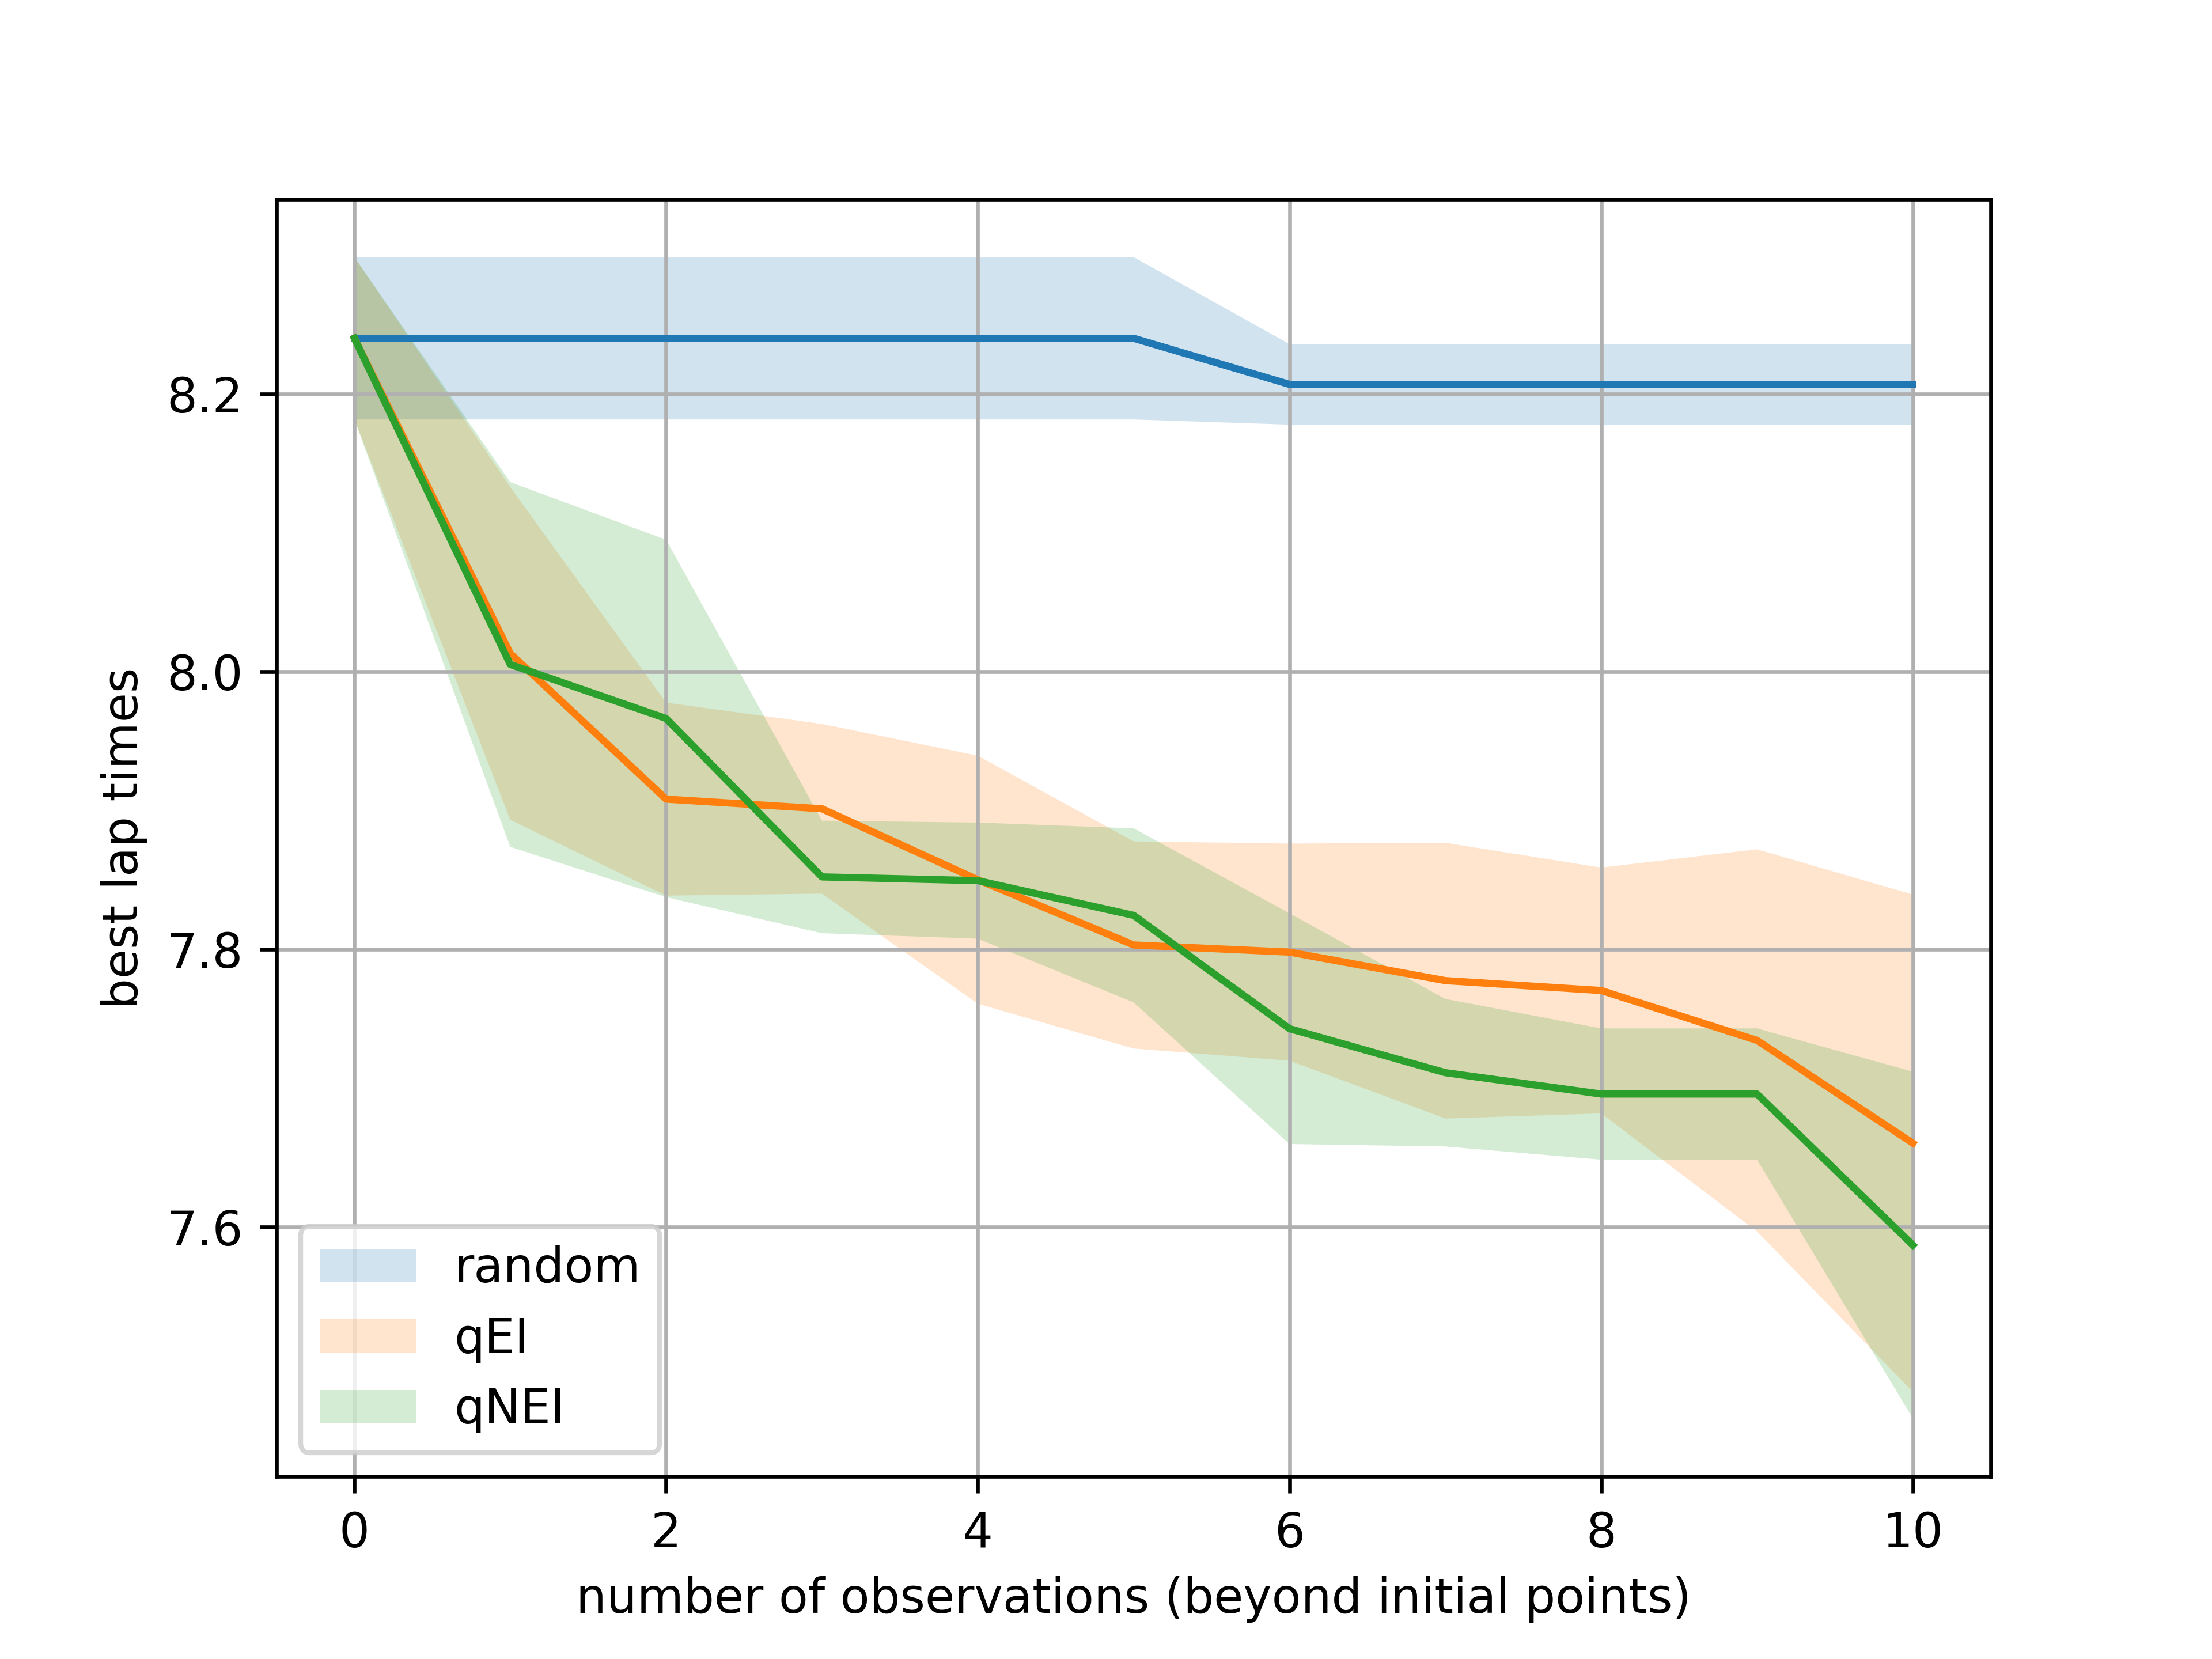 8.2
8.0
7.8
7.6
best lap times
random
qEI
qNEI
0 2 4 6 8 10
number of observations (beyond initial points)